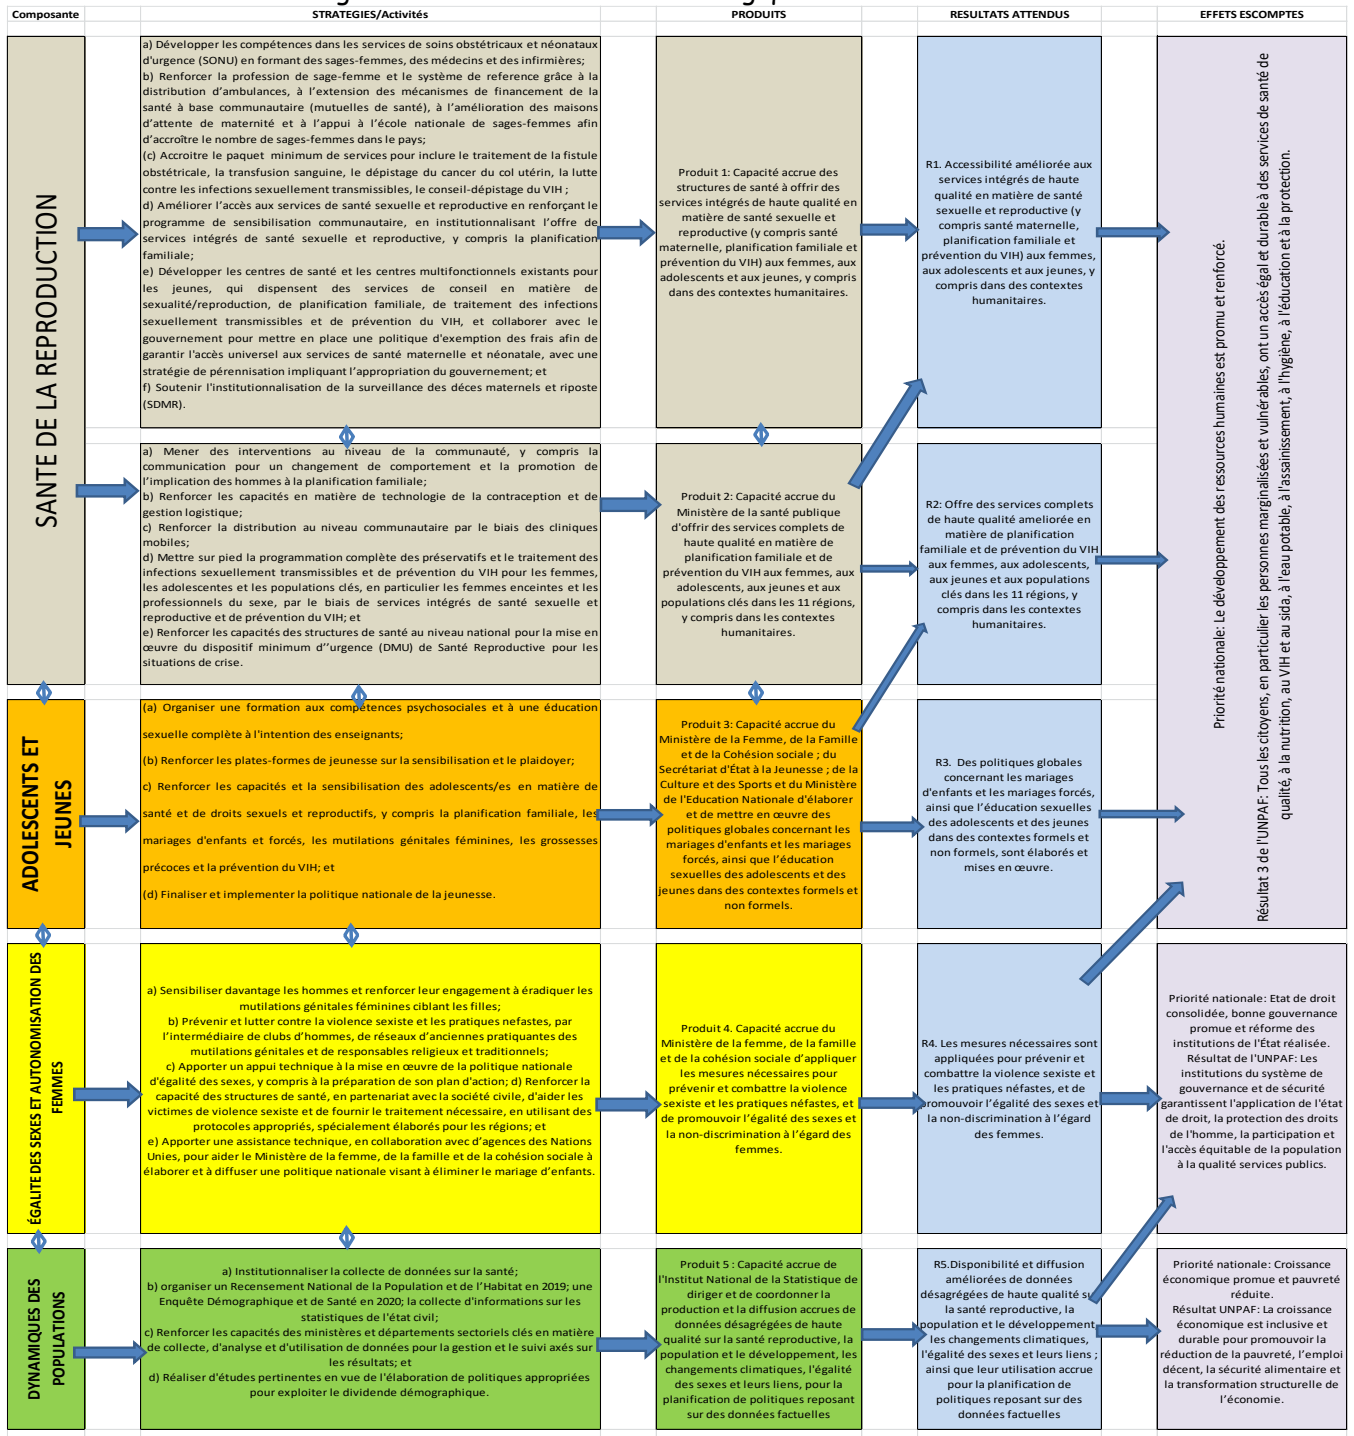 Composante
STRATEGIES/Activités
PRODUITS
RESULTATS ATTENDUS
EFFETS ESCOMPTES
SANTE DE LA REPRODUCTION
a) Développer les compétences dans les services de soins obstétricaux et néonataux
d'urgence (SONU) en formant des sages-femmes, des médecins et des infirmières;
b) Renforcer la profession de sage-femme et le système de reference grâce à la
distribution d'ambulances, à l'extension des mécanismes de financement de la
santé à base communautaire (mutuelles de santé), à l'amélioration des maisons
d'attente de maternité et à l'appui à l'école nationale de sages-femmes afin
d'accroître le nombre de sages-femmes dans le pays;
(c) Accroitre le paquet minimum de services pour inclure le traitement de la fistule
obstétricale, la transfusion sanguine, le dépistage du cancer du col utérin, la lutte
contre les infections sexuellement transmissibles, le conseil-dépistage du VIH ;
d) Améliorer l'accès aux services de santé sexuelle et reproductive en renforçant le
programme de sensibilisation communautaire, en institutionnalisant l'offre de
services intégrés de santé sexuelle et reproductive, y compris la planification
familiale;
e) Développer les centres de santé et les centres multifonctionnels existants pour
les jeunes, qui dispensent des services de conseil en matière de
sexualité/reproduction, de planification familiale, de traitement des infections
sexuellement transmissibles et de prévention du VIH, et collaborer avec le
gouvernement pour mettre en place une politique d'exemption des frais afin de
garantir l'accès universel aux services de santé maternelle et néonatale, avec une
stratégie de pérennisation impliquant l'appropriation du gouvernement; et
f) Soutenir l'institutionnalisation de la surveillance des déces maternels et riposte
(SDMR).
Produit 1: Capacité accrue des
structures de santé à offrir des
services intégrés de haute qualité en
matière de santé sexuelle et
reproductive (y compris santé
maternelle, planification familiale et
prévention du VIH) aux femmes, aux
adolescents et aux jeunes, y compris
dans des contextes humanitaires.
R1. Accessibilité améliorée aux
services intégrés de haute
qualité en matière de santé
sexuelle et reproductive (y
compris santé maternelle,
planification familiale et
prévention du VIH) aux femmes,
aux adolescents et aux jeunes, y
compris dans des contextes
humanitaires.
Priorité nationale: Le développement des ressources humaines est promu et renforcé.
Résultat 3 de l'UNPAF: Tous les citoyens, en particulier les personnes marginalisées et vulnérables, ont un accès égal et durable à des services de santé de
qualité, à la nutrition, au VIH et au sida, à l'eau potable, à l'assainissement, à l'hygiène, à l'éducation et à la protection.
a) Mener des interventions au niveau de la communauté, y compris la
communication pour un changement de comportement et la promotion de
l'implication des hommes à la planification familiale;
b) Renforcer les capacités en matière de technologie de la contraception et de
gestion logistique;
c) Renforcer la distribution au niveau communautaire par le biais des cliniques
mobiles;
d) Mettre sur pied la programmation complète des préservatifs et le traitement des
infections sexuellement transmissibles et de prévention du VIH pour les femmes,
les adolescentes et les populations clés, en particulier les femmes enceintes et les
professionnels du sexe, par le biais de services intégrés de santé sexuelle et
reproductive et de prévention du VIH; et
e) Renforcer les capacités des structures de santé au niveau national pour la mise en
œuvre du dispositif minimum d''urgence (DMU) de Santé Reproductive pour les
situations de crise.
Produit 2: Capacité accrue du
Ministère de la santé publique
d'offrir des services complets de
haute qualité en matière de
planification familiale et de
prévention du VIH aux femmes, aux
adolescents, aux jeunes et aux
populations clés dans les 11 régions,
y compris dans les contextes
humanitaires.
R2: Offre des services complets
de haute qualité ameliorée en
matière de planification
familiale et de prévention du VIH
aux femmes, aux adolescents,
aux jeunes et aux populations
clés dans les 11 régions, y
compris dans les contextes
humanitaires.
ADOLESCENTS ET
JEUNES
(a) Organiser une formation aux compétences psychosociales et à une éducation
sexuelle complète à l'intention des enseignants;
(b) Renforcer les plates-formes de jeunesse sur la sensibilisation et le plaidoyer;
c) Renforcer les capacités et la sensibilisation des adolescents/es en matière de
santé et de droits sexuels et reproductifs, y compris la planification familiale, les
mariages d'enfants et forcés, les mutilations génitales féminines, les grossesses
précoces et la prévention du VIH; et
(d) Finaliser et implementer la politique nationale de la jeunesse.
Produit 3: Capacité accrue du
Ministère de la Femme, de la Famille
et de la Cohésion sociale ; du
Secrétariat d'État à la Jeunesse ; de la
Culture et des Sports et du Ministère
de l'Education Nationale d'élaborer
et de mettre en œuvre des
politiques globales concernant les
mariages d'enfants et les mariages
forcés, ainsi que l'éducation
sexuelles des adolescents et des
jeunes dans des contextes formels et
non formels.
R3. Des politiques globales
concernant les mariages
d'enfants et les mariages forcés,
ainsi que l'éducation sexuelles
des adolescents et des jeunes
dans des contextes formels et
non formels, sont élaborés et
mises en œuvre.
ÉGALITE DES SEXES ET AUTONOMISATION DES
FEMMES
a) Sensibiliser davantage les hommes et renforcer leur engagement à éradiquer les
mutilations génitales féminines ciblant les filles;
b) Prévenir et lutter contre la violence sexiste et les pratiques nefastes, par
l'intermédiaire de clubs d'hommes, de réseaux d'anciennes pratiquantes des
mutilations génitales et de responsables religieux et traditionnels;
c) Apporter un appui technique à la mise en œuvre de la politique nationale
d'égalité des sexes, y compris à la préparation de son plan d'action; d) Renforcer la
capacité des structures de santé, en partenariat avec la société civile, d'aider les
victimes de violence sexiste et de fournir le traitement nécessaire, en utilisant des
protocoles appropriés, spécialement élaborés pour les régions; et
e) Apporter une assistance technique, en collaboration avec d'agences des Nations
Unies, pour aider le Ministère de la femme, de la famille et de la cohésion sociale à
élaborer et à diffuser une politique nationale visant à éliminer le mariage d'enfants.
Produit 4. Capacité accrue du
Ministère de la femme, de la famille
et de la cohésion sociale d'appliquer
les mesures nécessaires pour
prévenir et combattre la violence
sexiste et les pratiques néfastes, et
de promouvoir l'égalité des sexes et
la non-discrimination à l'égard des
femmes.
R4. Les mesures nécessaires sont
appliquées pour prévenir et
combattre la violence sexiste et
les pratiques néfastes, et de
promouvoir l'égalité des sexes et
la non-discrimination à l'égard
des femmes.
Priorité nationale: Etat de droit
consolidée, bonne gouvernance
promue et réforme des
institutions de l'État réalisée.
Résultat de l'UNPAF: Les
institutions du système de
gouvernance et de sécurité
garantissent l'application de l'état
de droit, la protection des droits
de l'homme, la participation et
l'accès équitable de la population
à la qualité services publics.
DYNAMIQUES DES
POPULATIONS
a) Institutionnaliser la collecte de données sur la santé;
b) organiser un Recensement National de la Population et de l'Habitat en 2019; une
Enquête Démographique et de Santé en 2020; la collecte d'informations sur les
statistiques de l'état civil;
c) Renforcer les capacités des ministères et départements sectoriels clés en matière
de collecte, d'analyse et d'utilisation de données pour la gestion et le suivi axés sur
les résultats; et
d) Réaliser d'études pertinentes en vue de l'élaboration de politiques appropriées
pour exploiter le dividende démographique.
Produit 5 : Capacité accrue de
l'Institut National de la Statistique de
diriger et de coordonner la
production et la diffusion accrues de
données désagrégées de haute
qualité sur la santé reproductive, la
population et le développement, les
changements climatiques, l'égalité
des sexes et leurs liens, pour la
planification de politiques reposant
sur des données factuelles
R5.Disponibilité et diffusion
améliorées de données
désagrégées de haute qualité
la santé reproductive, la
population et le développement,
les changements climatiques,
l'égalité des sexes et leurs liens ;
ainsi que leur utilisation accrue
pour la planification de
politiques reposant sur des
données factuelles
Priorité nationale: Croissance
économique promue et pauvreté
réduite.
Résultat UNPAF: La croissance
économique est inclusive et
durable pour promouvoir la
réduction de la pauvreté, l'emploi
décent, la sécurité alimentaire et
la transformation structurelle de
l'économie.